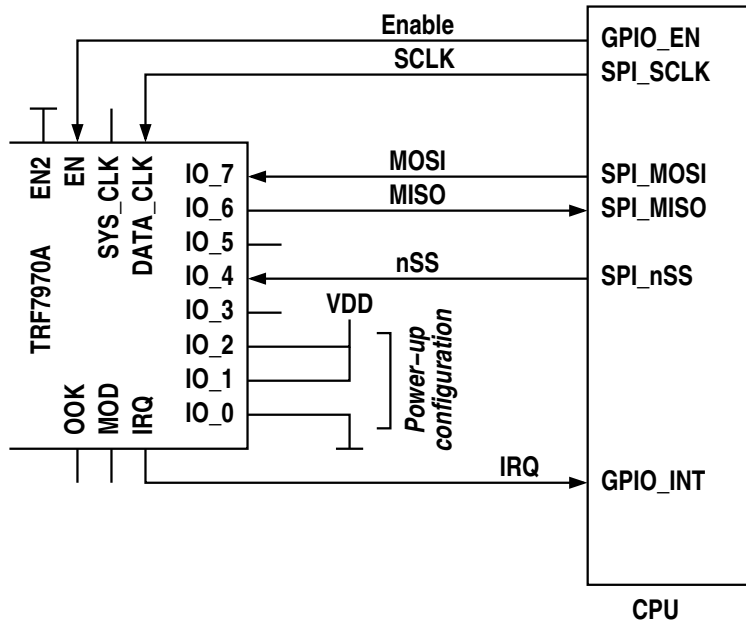 Enable
GPIO_EN
SCLK
SPI_SCLK
EN2
EN
SYS_CLK
DATA_CLK
IO_7
MOSI
SPI_MOSI
IO_6
MISO
SPI_MISO
IO_5
IO_4
nSS
SPI_nSS
TRF7970A
IO_3
VDD
IO_2
IO_1
IO_0
Power-up
configuration
OOK
MOD
IRQ
IRQ
GPIO_INT
CPU